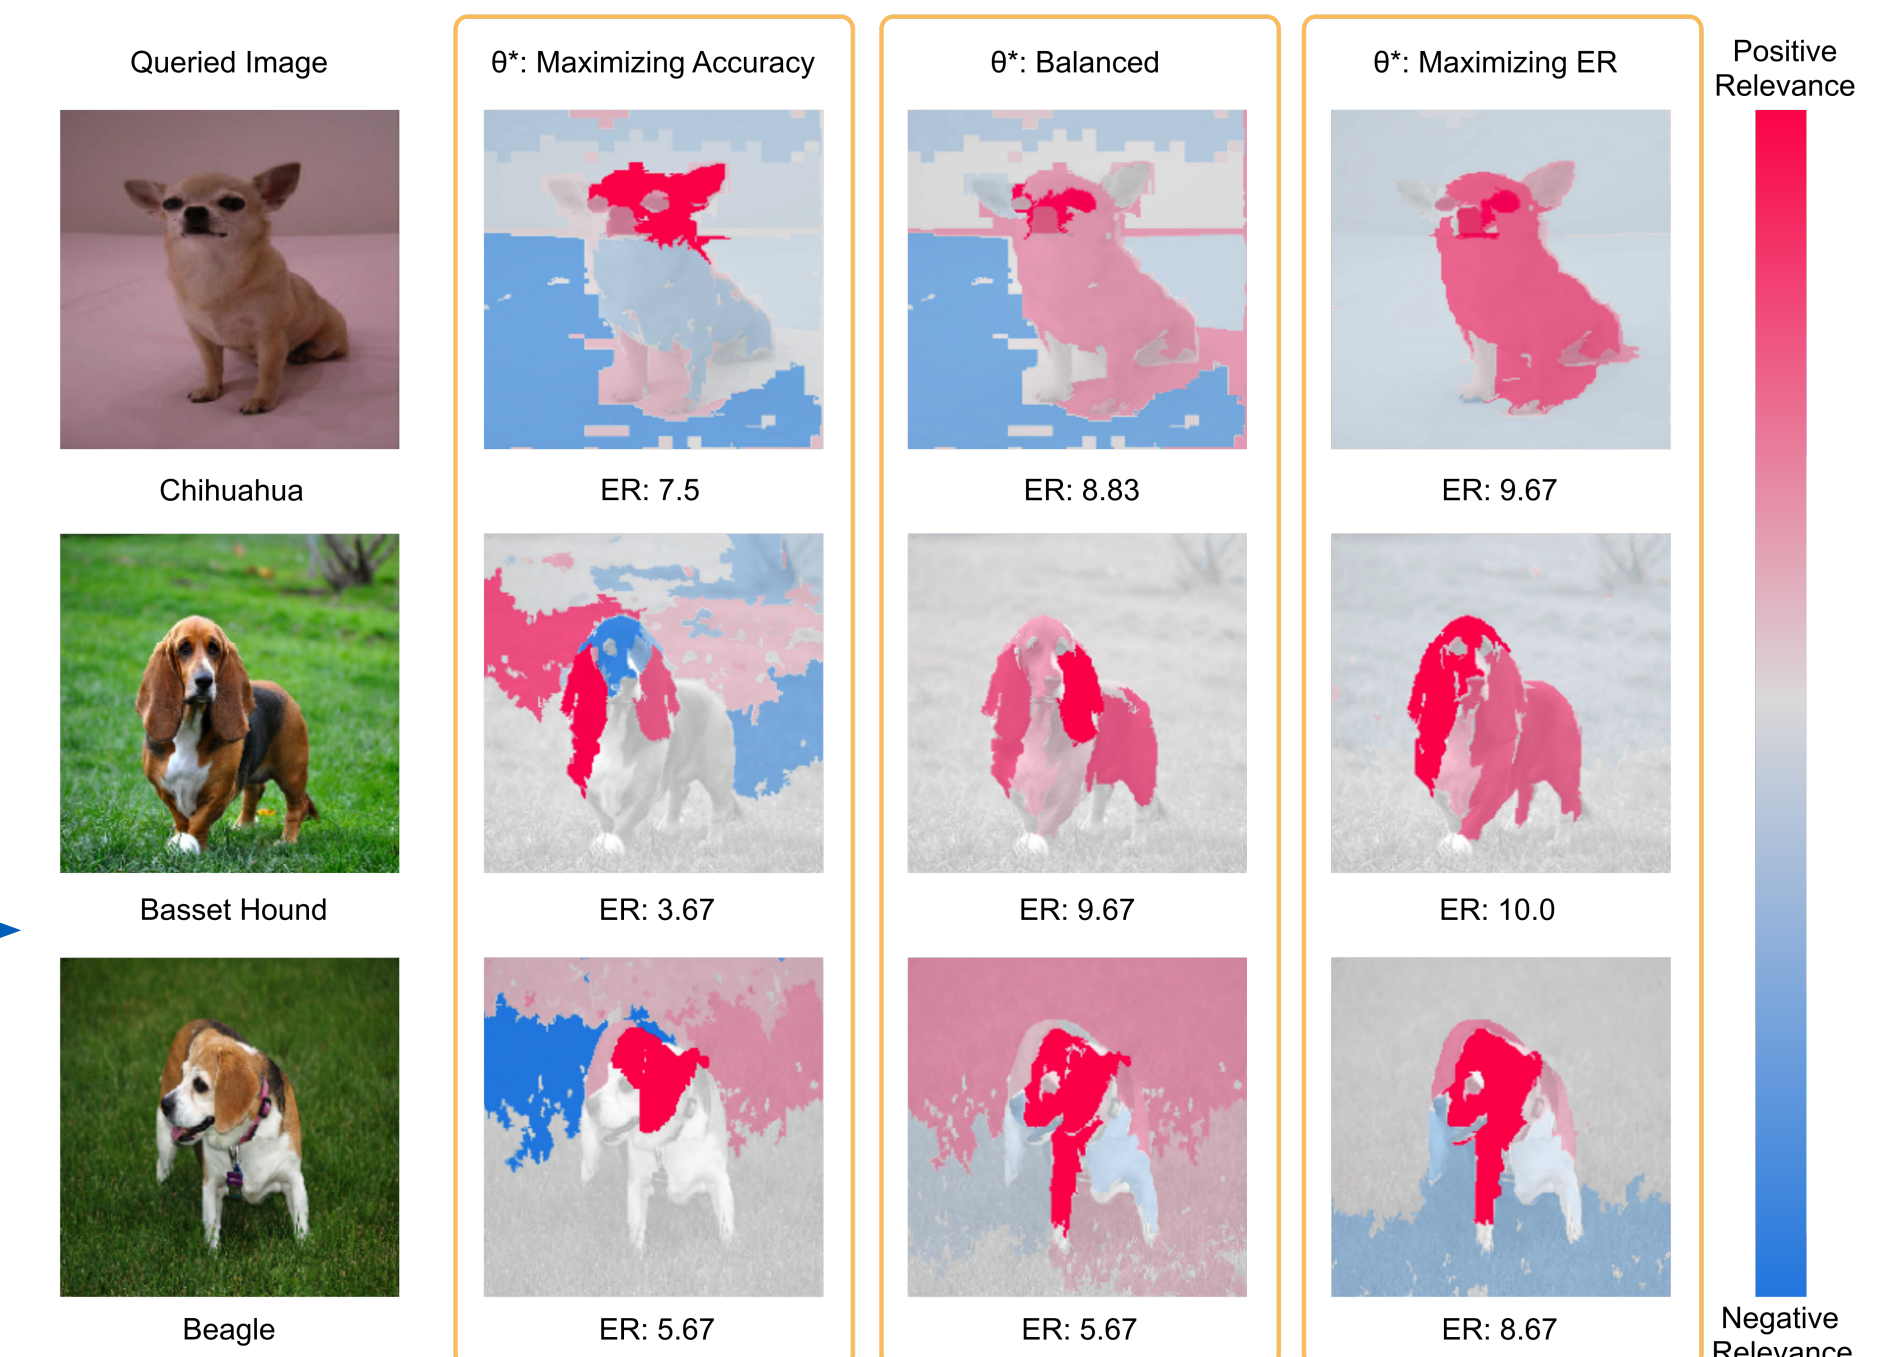 Queried Image
θ*: Maximizing Accuracy
θ*: Balanced
θ*: Maximizing ER
Positive
Relevance
Chihuahua
ER: 7.5
ER: 8.83
ER: 9.67
Basset Hound
ER: 3.67
ER: 9.67
ER: 10.0
Beagle
ER: 5.67
ER: 5.67
ER: 8.67
Negative
Relevance